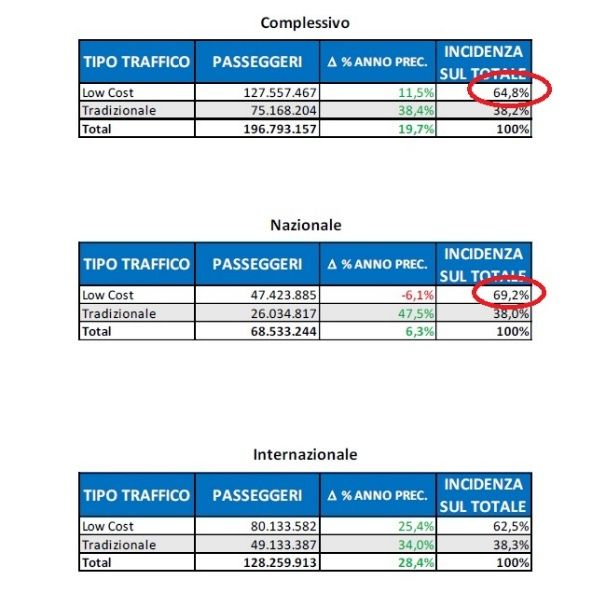 Complessivo
TIPO TRAFFICO PASSEGGERI Δ % ANNO PREC. INCIDENZA SUL TOTALE
Low Cost 127.557.467 11,5% 64,8%
Tradizionale 75.168.204 38,4% 38,2%
Total 196.793.157 19,7% 100%
Nazionale
TIPO TRAFFICO PASSEGGERI Δ % ANNO PREC. INCIDENZA SUL TOTALE
Low Cost 47.423.885 -6,1% 69,2%
Tradizionale 26.034.817 47,5% 38,0%
Total 68.533.244 6,3% 100%
Internazionale
TIPO TRAFFICO PASSEGGERI Δ % ANNO PREC. INCIDENZA SUL TOTALE
Low Cost 80.133.582 25,4% 62,5%
Tradizionale 49.133.387 34,0% 38,3%
Total 128.259.913 28,4% 100%